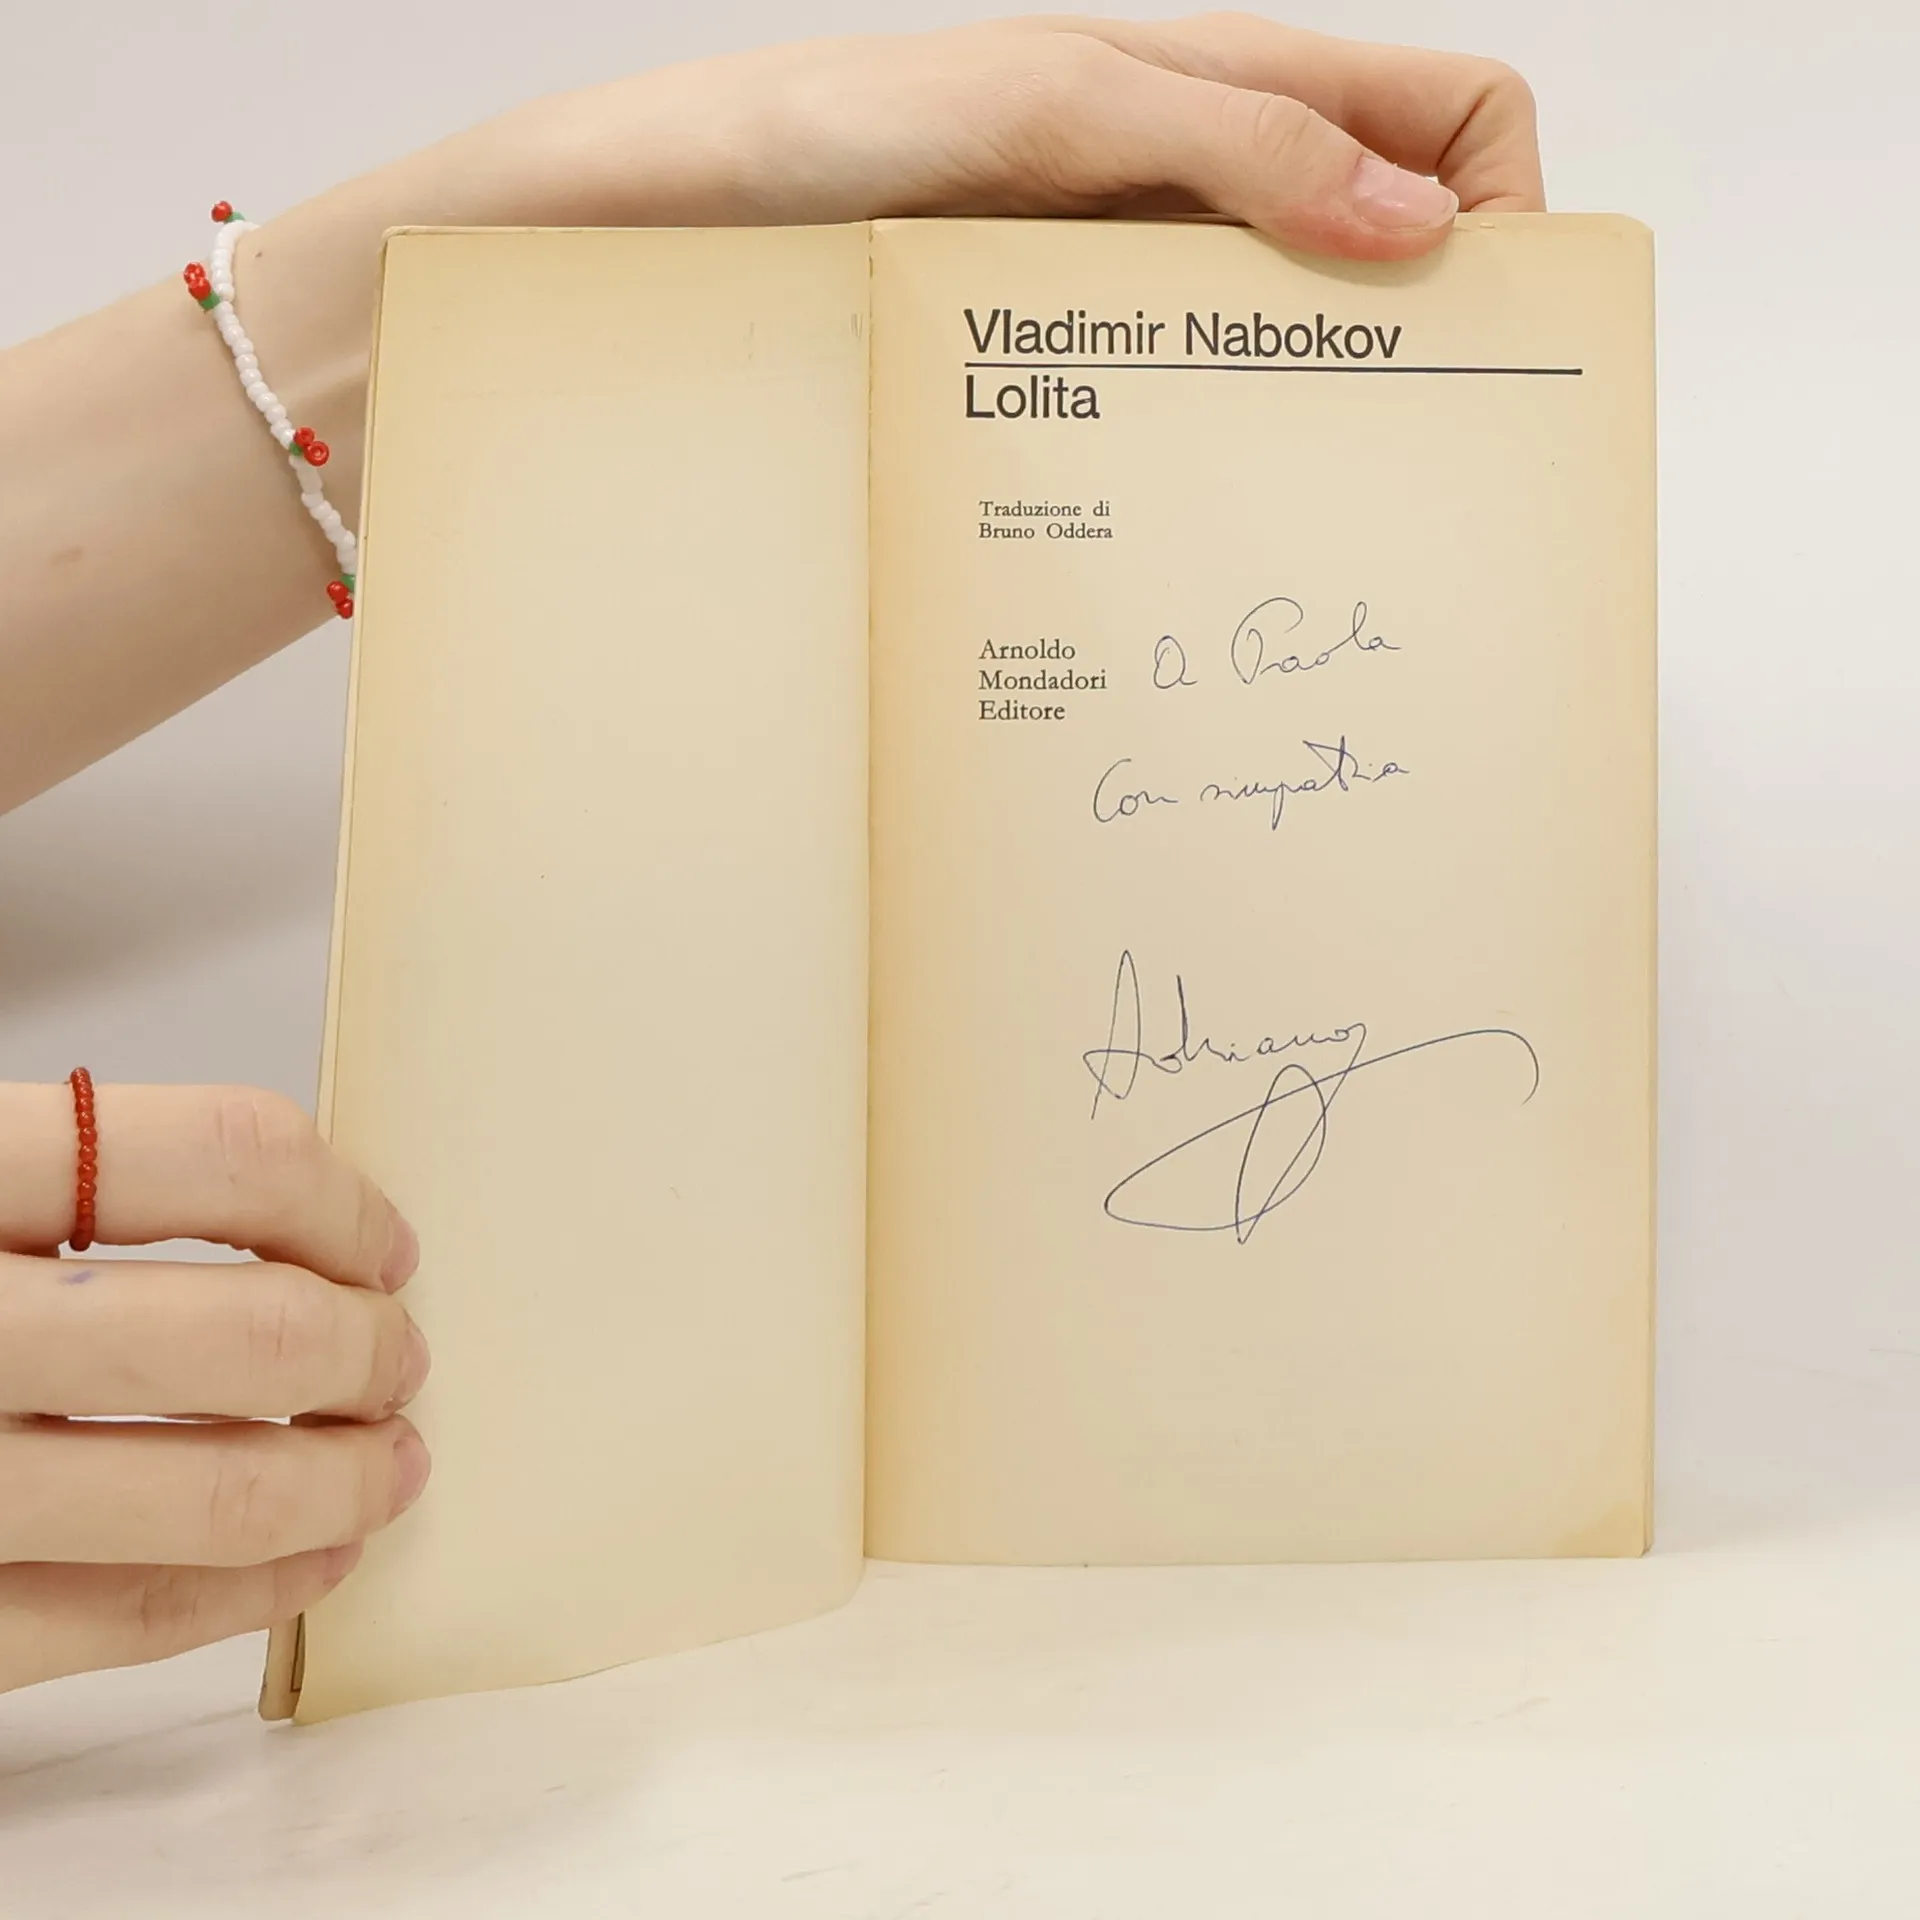 Vladimir Nabokov
Lolita
Traduzione di
Bruno Oddera
Arnoldo
Mondadori
Editore
A Paola
Con simpatia
Adriano